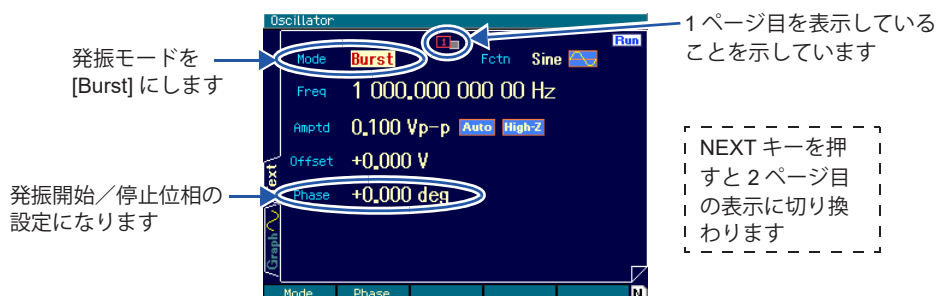 Oscillator
1 ページ目を表示している
ことを示しています
発振モードを
[Burst] にします
1
Run
Mode Burst Fctn Sine
Freq 1 000.000 000 00 Hz
Amptd 0.100 Vp-p Auto High-Z
NEXT キーを押
すと 2 ページ目
の表示に切り換
わります
Offset +0.000 V
発振開始／停止位相の
設定になります
Phase +0.000 deg
Graph
Mode Phase N